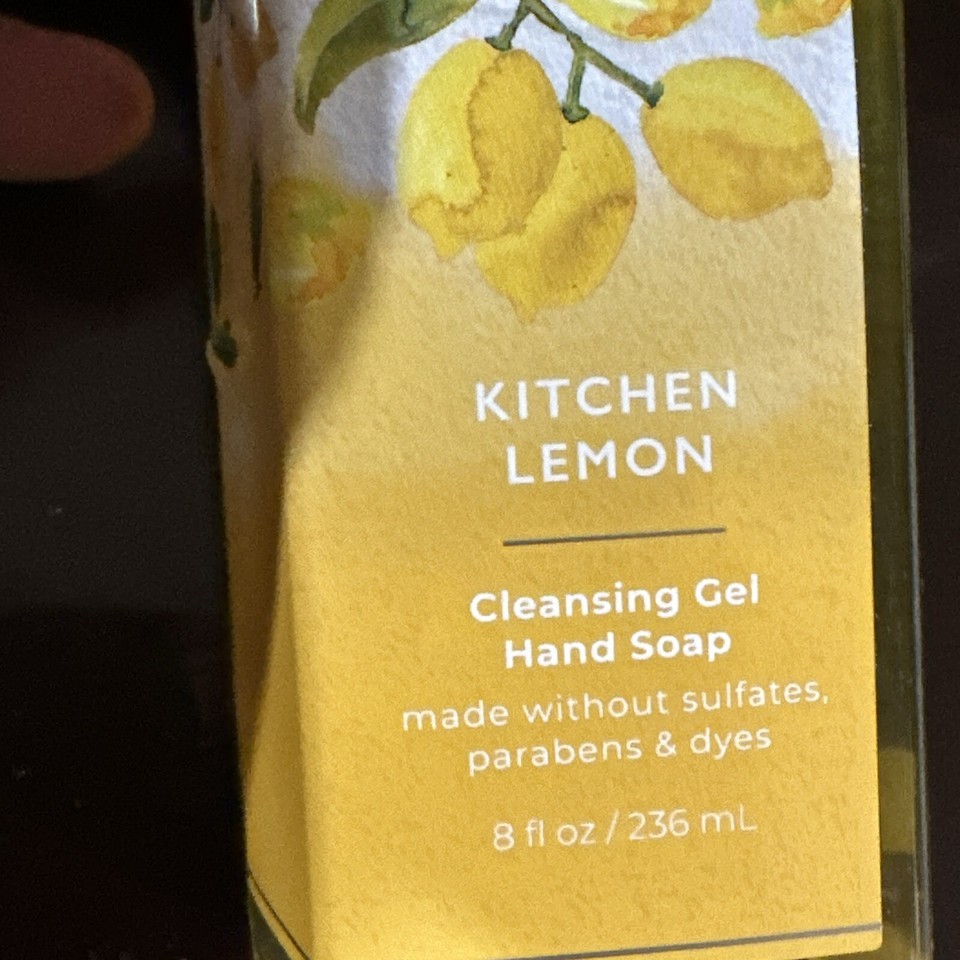 KITCHEN
LEMON
Cleansing Gel
Hand Soap
made without sulfates,
parabens & dyes
8 fl oz / 236 mL